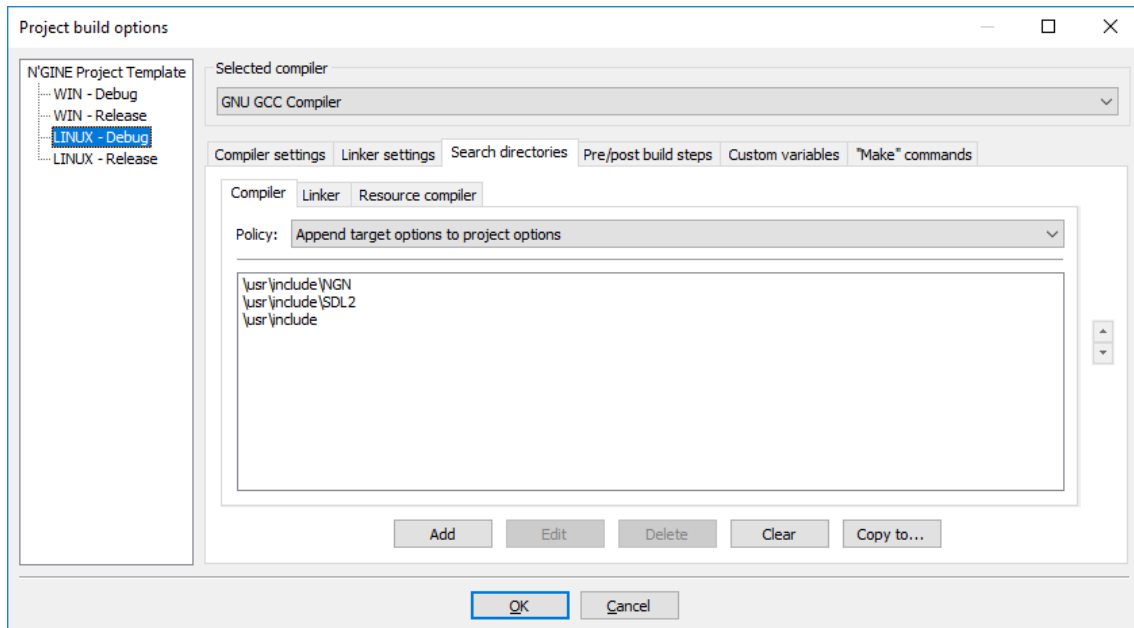 Project build options
N'GINE Project Template
WIN - Debug
WIN - Release
LINUX - Debug
LINUX - Release
Selected compiler
GNU GCC Compiler
Compiler settings Linker settings Search directories Pre/post build steps Custom variables "Make" commands
Compiler Linker Resource compiler
Policy: Append target options to project options
\usr\include\NGN
\usr\include\SDL2
\usr\include
Add Edit Delete Clear Copy to...
OK Cancel